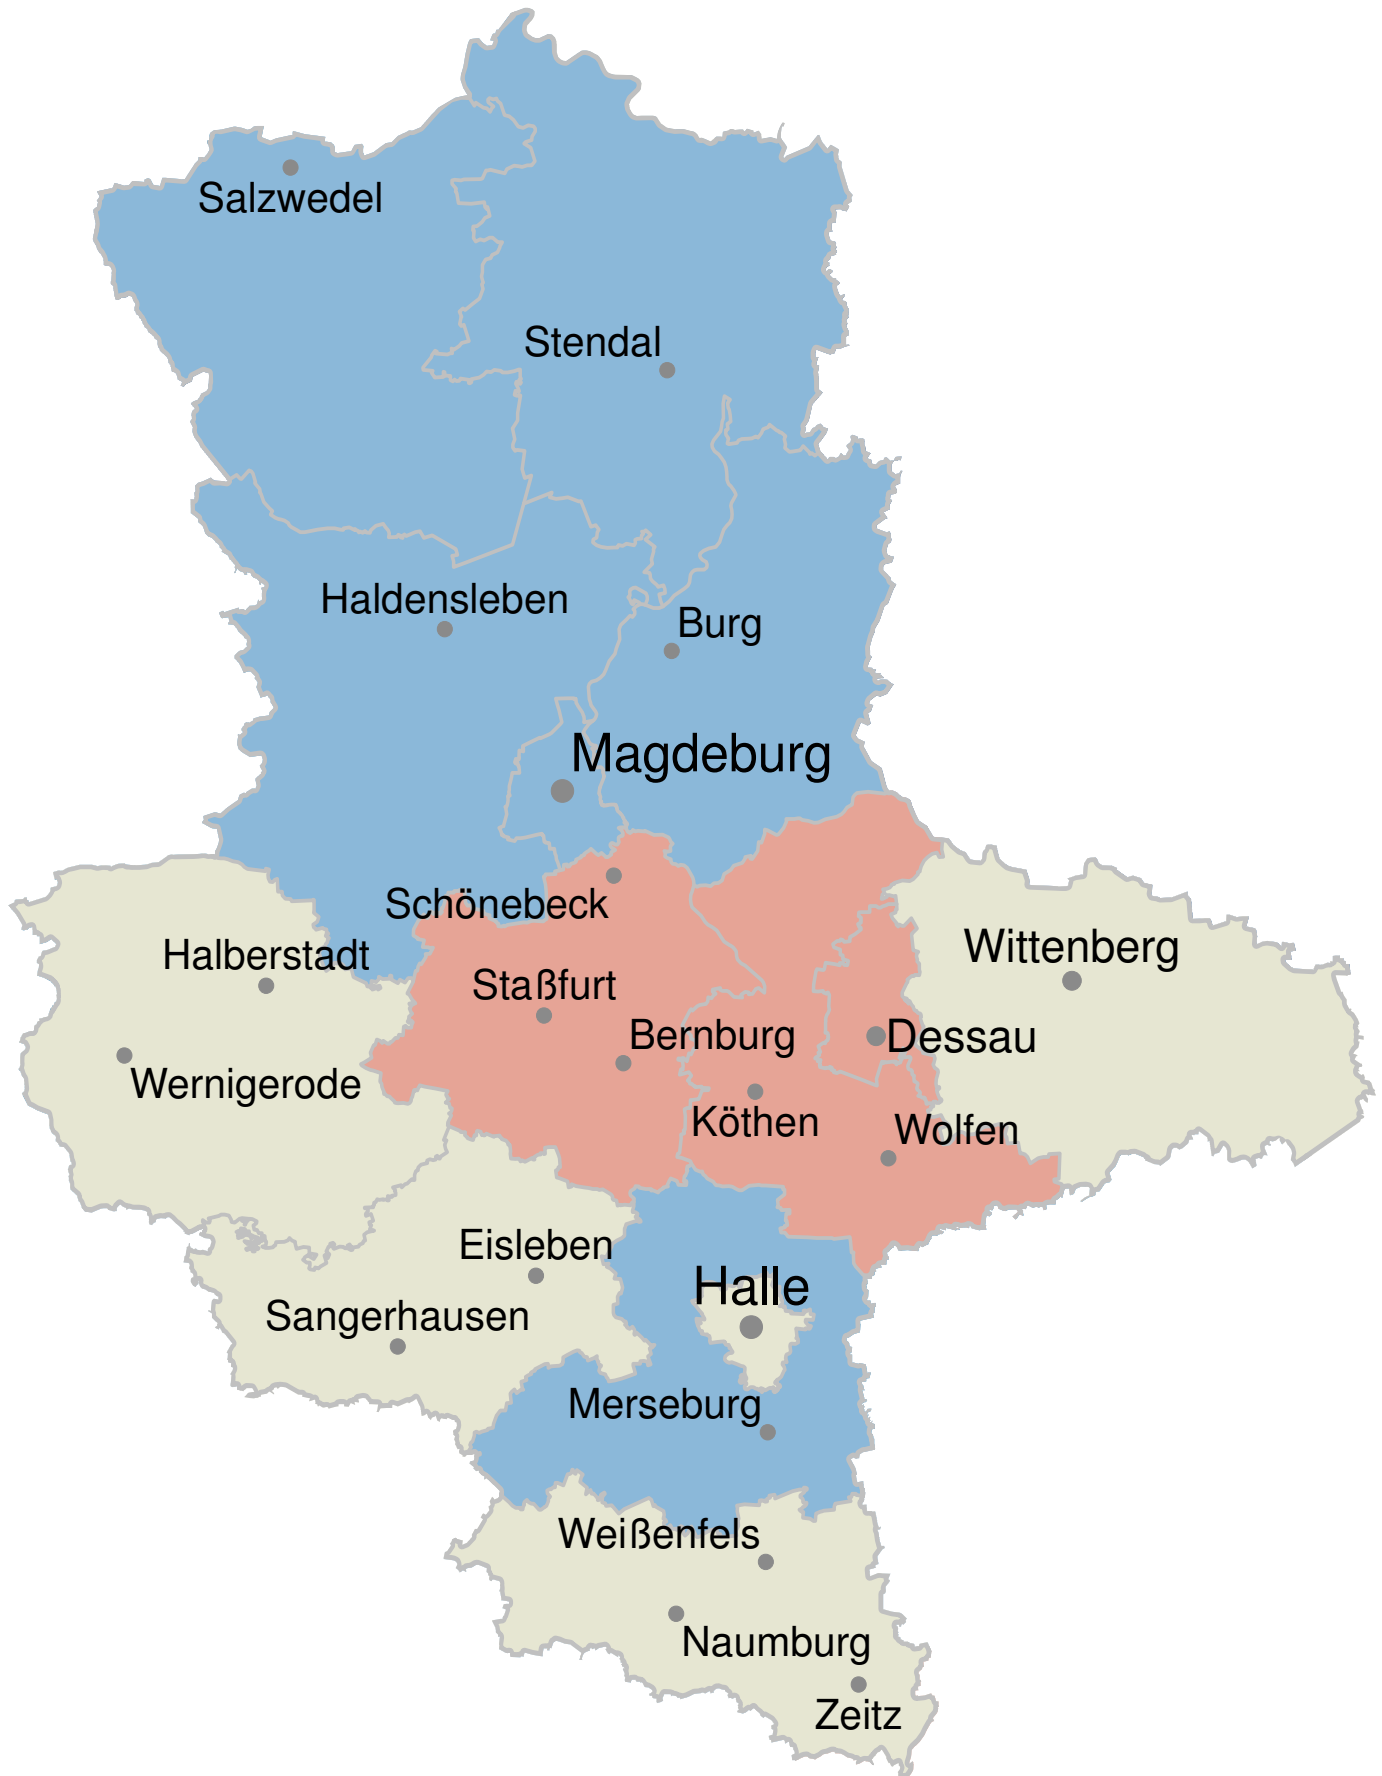 Salzwedel
Stendal
Haldensleben
Burg
Magdeburg
Schönebeck
Halberstadt
Wittenberg
Staßfurt
Bernburg
Dessau
Wernigerode
Köthen
Wolfen
Eisleben
Halle
Sangerhausen
Merseburg
Weißenfels
Naumburg
Zeitz